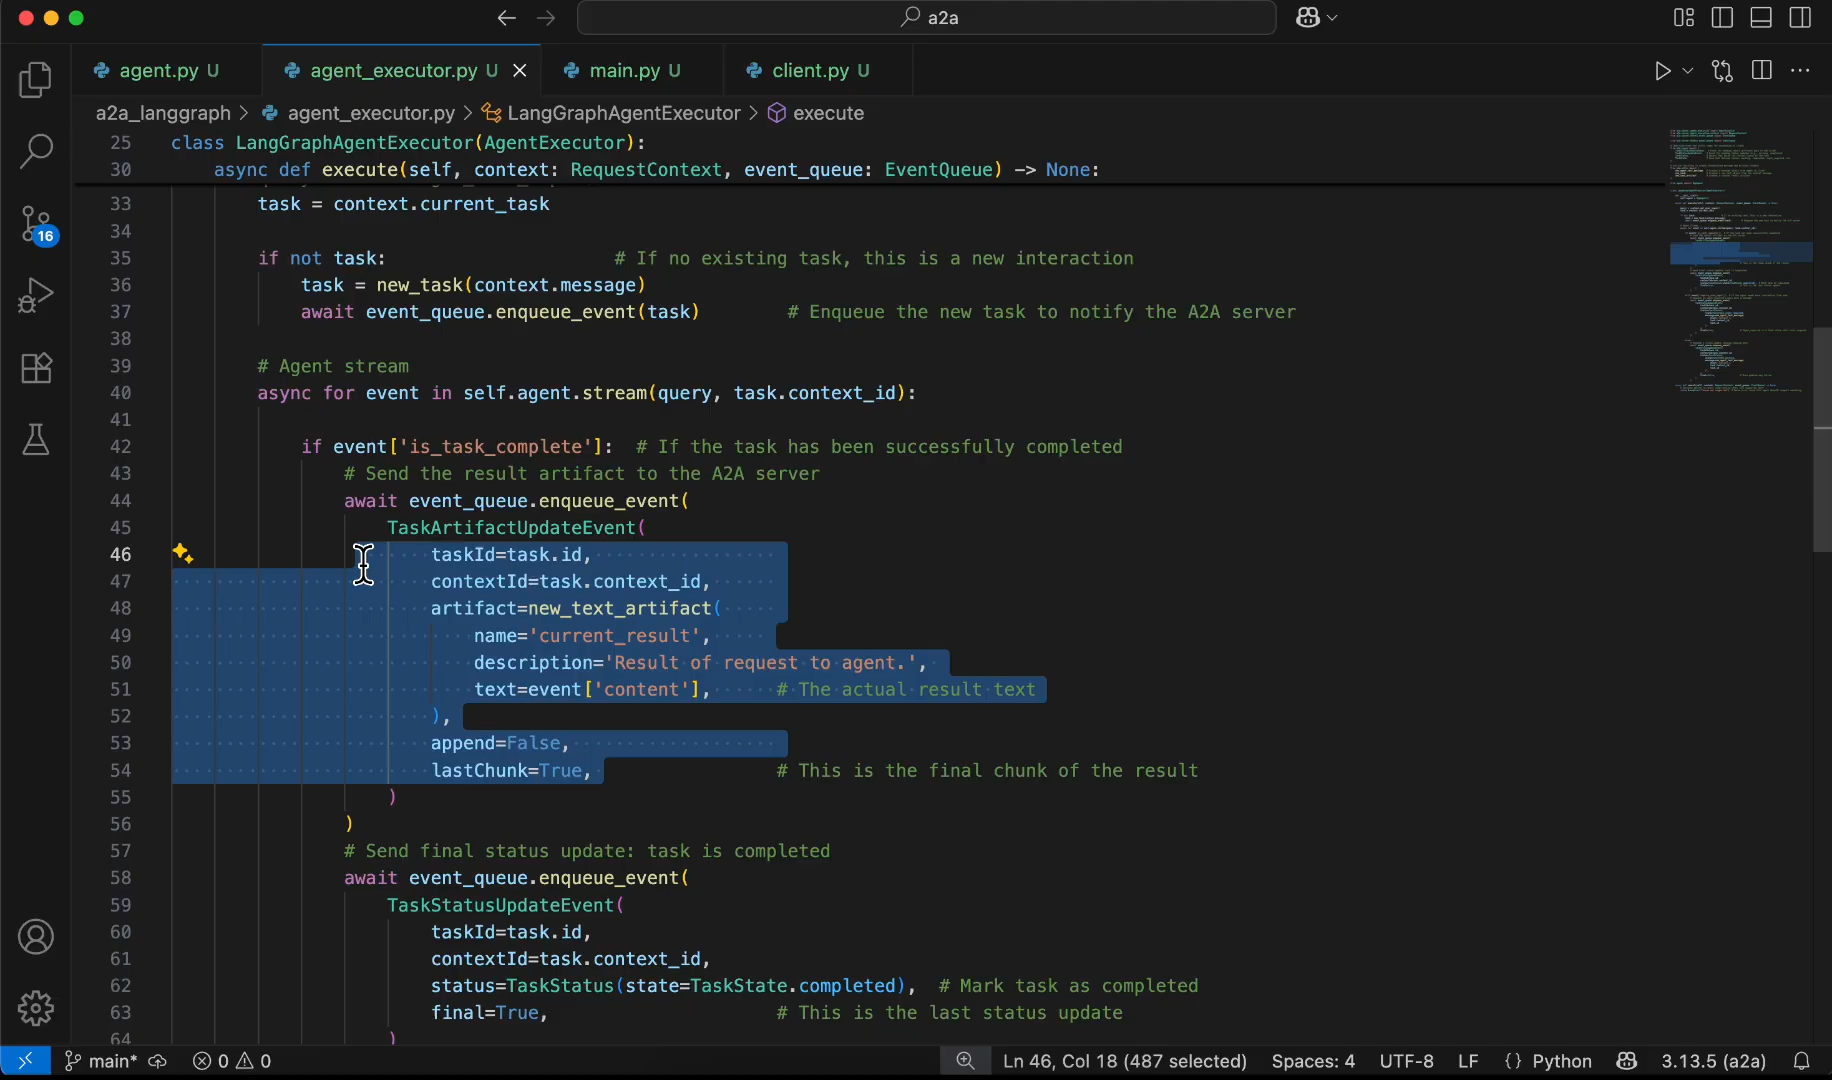 a2a
agent.py U
agent_executor.py U
main.py U
client.py U
a2a_langgraph > agent_executor.py > LangGraphAgentExecutor > execute
25 class LangGraphAgentExecutor(AgentExecutor):
30 async def execute(self, context: RequestContext, event_queue: EventQueue) -> None:
33 task = context.current_task
34
35 if not task: # If no existing task, this is a new interaction
36 task = new_task(context.message)
37 await event_queue.enqueue_event(task) # Enqueue the new task to notify the A2A server
38
39 # Agent stream
40 async for event in self.agent.stream(query, task.context_id):
41
42 if event['is_task_complete']: # If the task has been successfully completed
43 # Send the result artifact to the A2A server
44 await event_queue.enqueue_event(
45 TaskArtifactUpdateEvent(
46 taskId=task.id,
47 contextId=task.context_id,
48 artifact=new_text_artifact(
49 name='current_result',
50 description='Result of request to agent.',
51 text=event['content'], # The actual result text
52 ),
53 append=False,
54 lastChunk=True, # This is the final chunk of the result
55 )
56 )
57 # Send final status update: task is completed
58 await event_queue.enqueue_event(
59 TaskStatusUpdateEvent(
60 taskId=task.id,
61 contextId=task.context_id,
62 status=TaskStatus(state=TaskState.completed), # Mark task as completed
63 final=True, # This is the last status update
64 )
16
main* 0 0 Ln 46, Col 18 (487 selected) Spaces: 4 UTF-8 LF {} Python 3.13.5 (a2a)